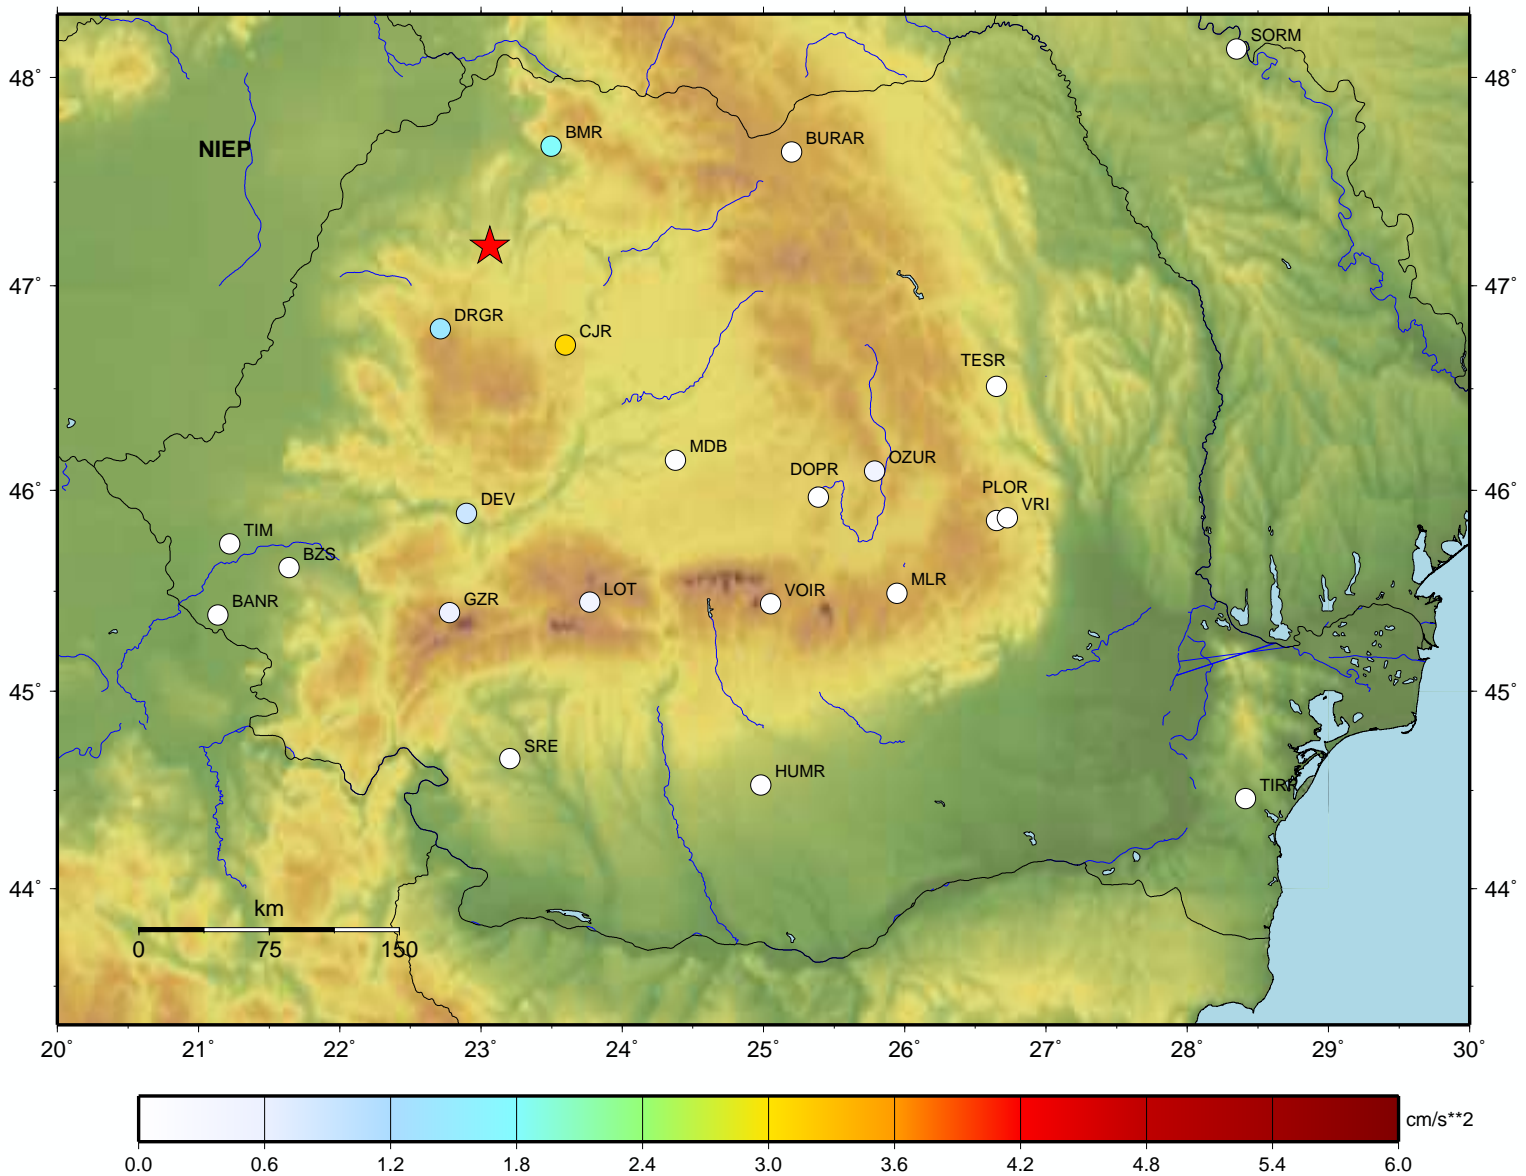 SORM
48° 48°
BMR
BURAR
NIEP
47° 47°
DRGR
CJR
TESR
MDB
OZUR
DOPR
46° 46°
PLOR
DEV
VRI
TIM
BZS
MLR
LOT
VOIR
GZR
BANR
45° 45°
SRE
HUMR
TIRR
44° 44°
km
0 75 150
20° 21° 22° 23° 24° 25° 26° 27° 28° 29° 30°
cm/s**2
0.0 0.6 1.2 1.8 2.4 3.0 3.6 4.2 4.8 5.4 6.0